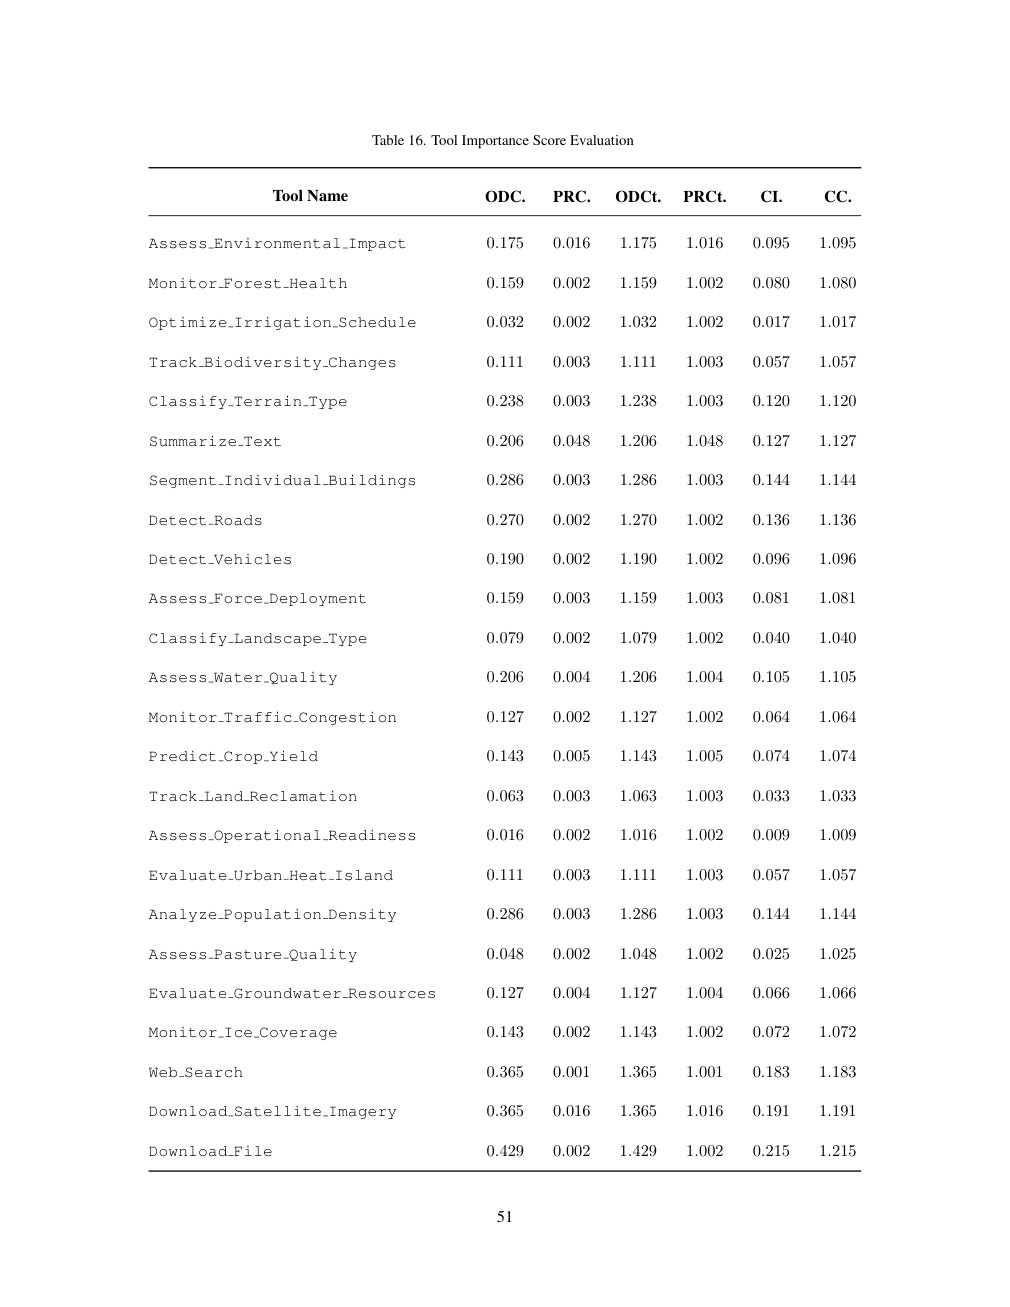 Table 16. Tool Importance Score Evaluation
Tool Name ODC. PRC. ODCt. PRCt. CI. CC.
Assess_Environmental_Impact 0.175 0.016 1.175 1.016 0.095 1.095
Monitor_Forest_Health 0.159 0.002 1.159 1.002 0.080 1.080
Optimize_Irrigation_Schedule 0.032 0.002 1.032 1.002 0.017 1.017
Track_Biodiversity_Changes 0.111 0.003 1.111 1.003 0.057 1.057
Classify_Terrain_Type 0.238 0.003 1.238 1.003 0.120 1.120
Summarize_Text 0.206 0.048 1.206 1.048 0.127 1.127
Segment_Individual_Buildings 0.286 0.003 1.286 1.003 0.144 1.144
Detect_Roads 0.270 0.002 1.270 1.002 0.136 1.136
Detect_Vehicles 0.190 0.002 1.190 1.002 0.096 1.096
Assess_Force_Deployment 0.159 0.003 1.159 1.003 0.081 1.081
Classify_Landscape_Type 0.079 0.002 1.079 1.002 0.040 1.040
Assess_Water_Quality 0.206 0.004 1.206 1.004 0.105 1.105
Monitor_Traffic_Congestion 0.127 0.002 1.127 1.002 0.064 1.064
Predict_Crop_Yield 0.143 0.005 1.143 1.005 0.074 1.074
Track_Land_Reclamation 0.063 0.003 1.063 1.003 0.033 1.033
Assess_Operational_Readiness 0.016 0.002 1.016 1.002 0.009 1.009
Evaluate_Urban_Heat_Island 0.111 0.003 1.111 1.003 0.057 1.057
Analyze_Population_Density 0.286 0.003 1.286 1.003 0.144 1.144
Assess_Pasture_Quality 0.048 0.002 1.048 1.002 0.025 1.025
Evaluate_Groundwater_Resources 0.127 0.004 1.127 1.004 0.066 1.066
Monitor_Ice_Coverage 0.143 0.002 1.143 1.002 0.072 1.072
Web_Search 0.365 0.001 1.365 1.001 0.183 1.183
Download_Satellite_Imagery 0.365 0.016 1.365 1.016 0.191 1.191
Download_File 0.429 0.002 1.429 1.002 0.215 1.215
51